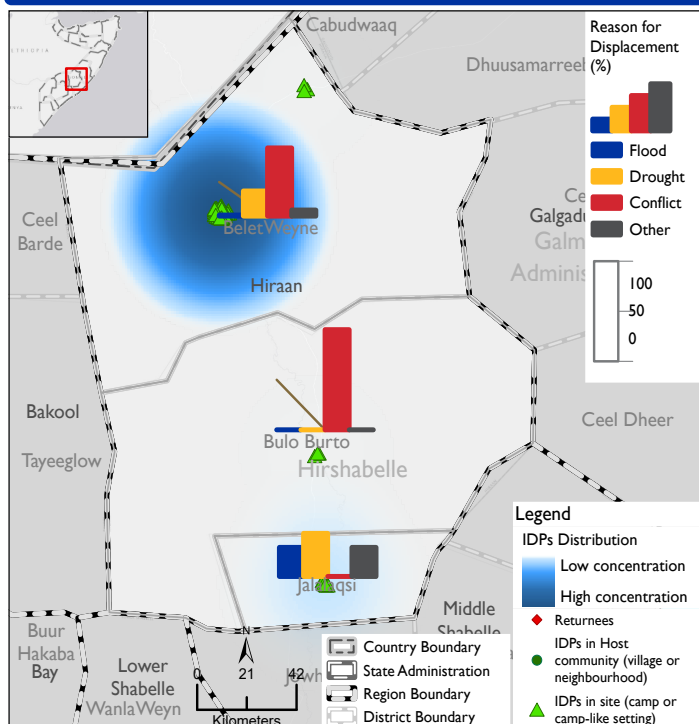 ETHIOPIA
Cabudwaaq
Dhuusamarreeb
Reason for
Displacement
(%)
Flood
Drought
Conflict
Other
100
50
0
Ceel
Barde
Belet Weyne
Hiraan
Galgadu
Galm
Adminis
Bakool
Tayeeglow
Bulo Burto
Hirshabelle
Ceel Dheer
Jalalaqsi
Middle
Shabelle
Buur
Hakaba
Bay
Lower
Shabelle
WanlaWeyn
Jowh
N
0 21 42
Kilometers
Country Boundary
State Administration
Region Boundary
District Boundary
Legend
IDPs Distribution
Low concentration
High concentration
Returnees
IDPs in Host
community (village or
neighbourhood)
IDPs in site (camp or
camp-like setting)